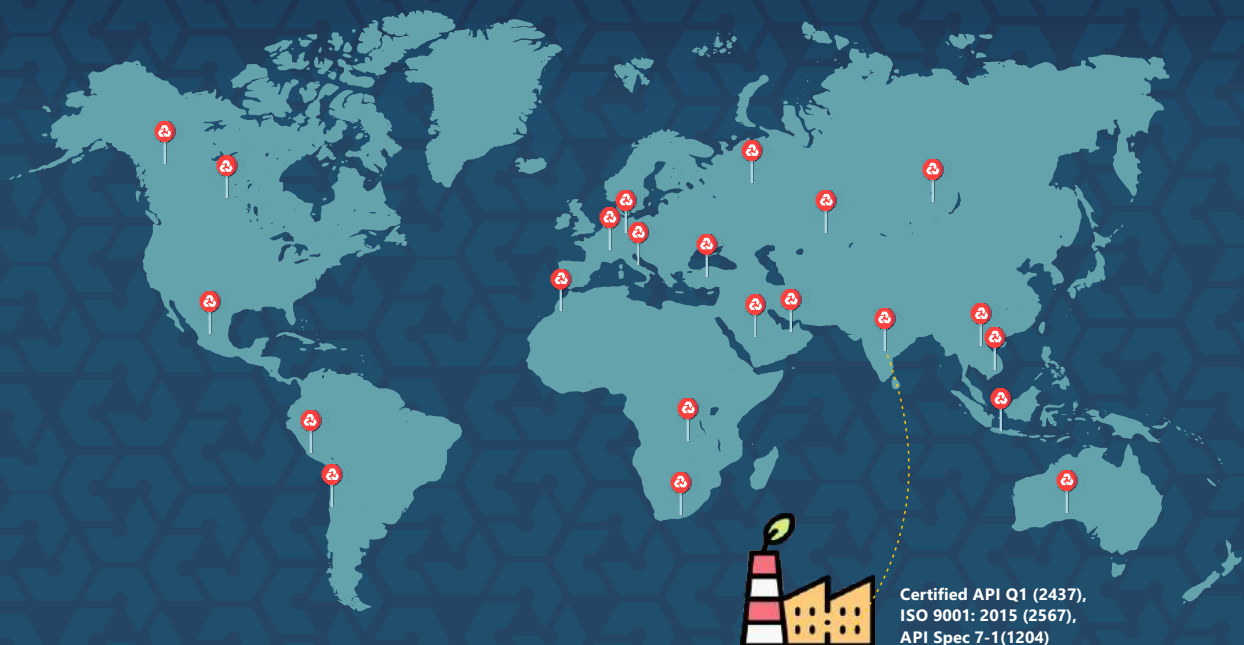 Certified API Q1 (2437),
ISO 9001: 2015 (2567),
API Spec 7-1(1204)